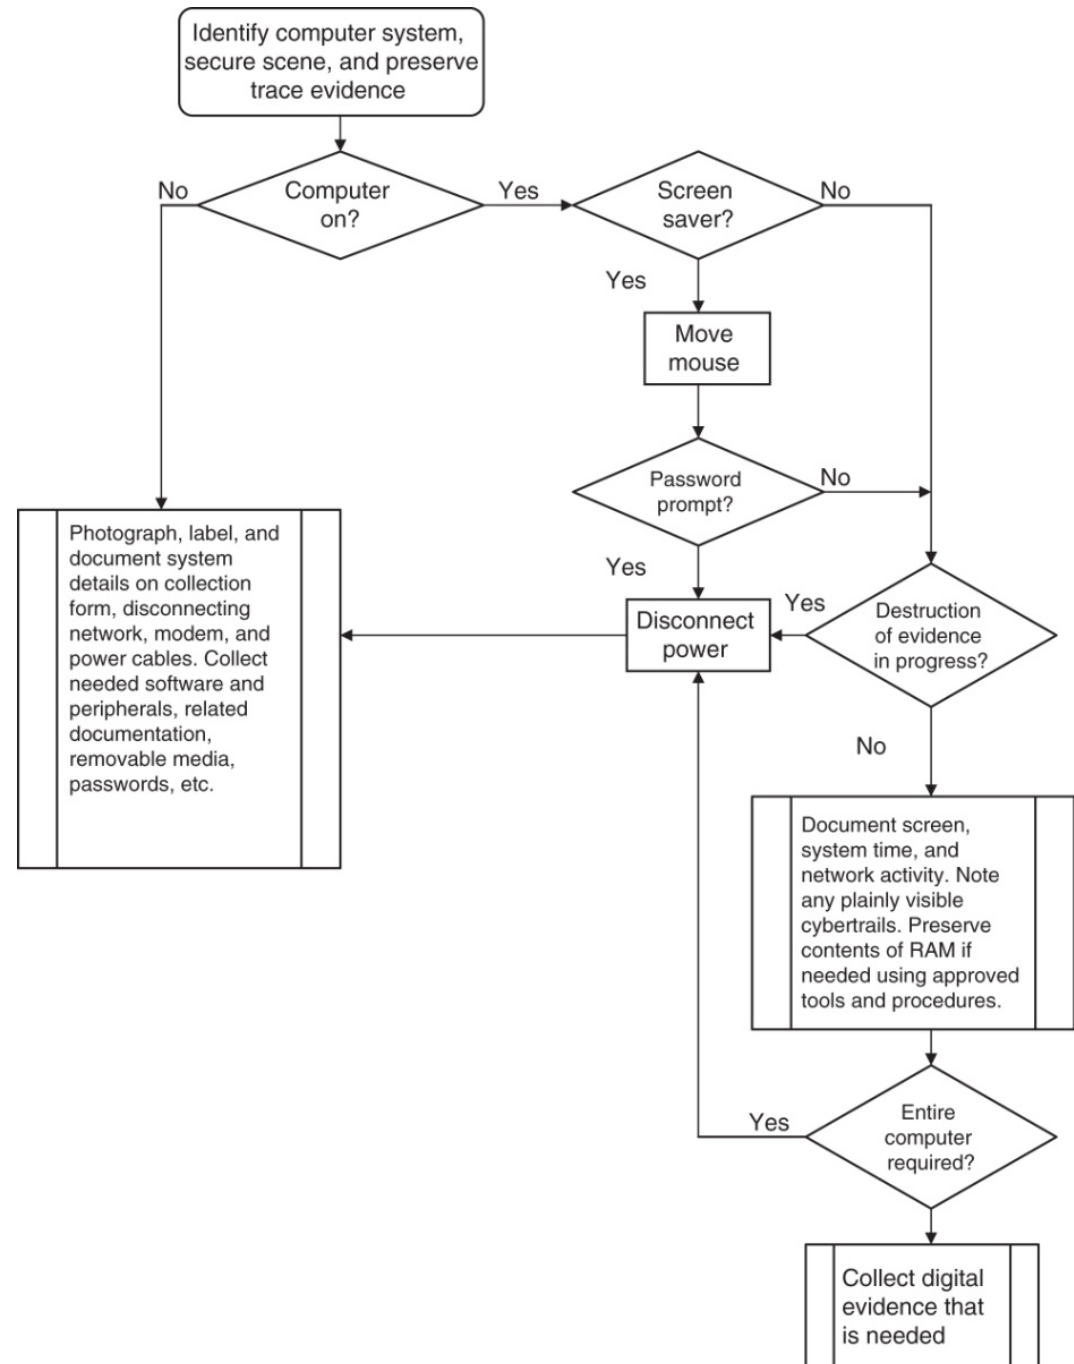 Identify computer system,
secure scene, and preserve
trace evidence
No
Computer
on?
Yes
Screen
saver?
No
Yes
Move
mouse
Password
prompt?
No
Yes
Photograph, label, and
document system
details on collection
form, disconnecting
network, modem, and
power cables. Collect
needed software and
peripherals, related
documentation,
removable media,
passwords, etc.
Disconnect
power
Yes
Destruction
of evidence
in progress?
No
Document screen,
system time, and
network activity. Note
any plainly visible
cybertrails. Preserve
contents of RAM if
needed using approved
tools and procedures.
Yes
Entire
computer
required?
Collect digital
evidence that
is needed